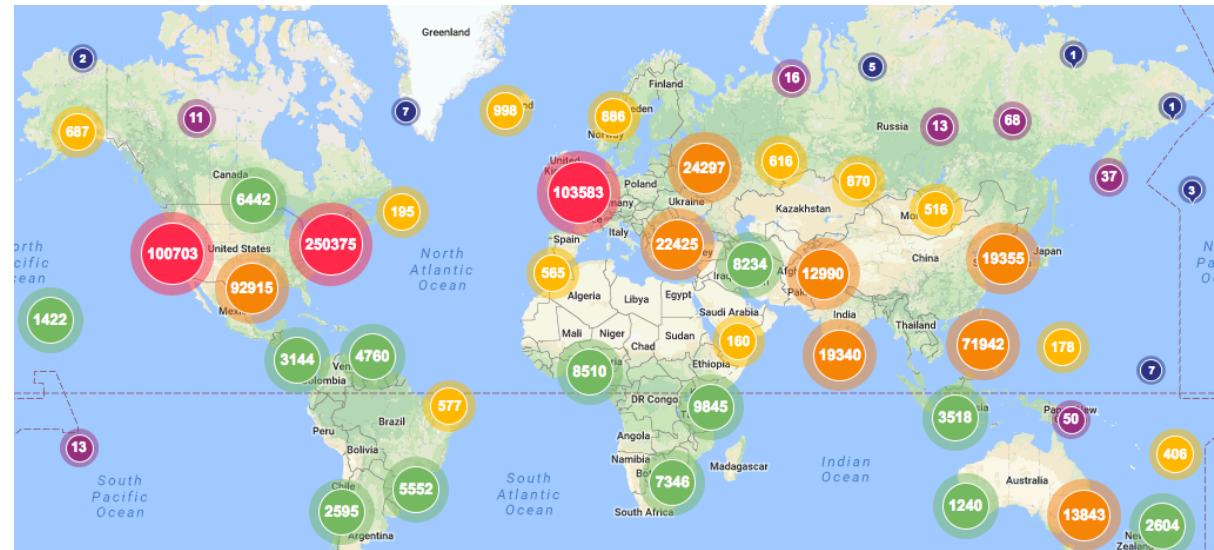 Greenland
2
1
5
16
Finland
7
998
1
886
eden
Norway
11
68
Russia
13
687
United
616
24297
Canada
Poland
37
870
103583
many
Ukraine
3
6442
Kazakhstan
516
195
Italy
250375
Spain
22425
Japan
100703
United States
North
Atlantic
Ocean
8234
China
19355
565
Iraq
12990
92915
Algeria
Libya
Egypt
Saudi Arabia
India
1422
Mali
Niger
Sudan
Thailand
160
71942
178
3144
4760
Chad
19340
8510
Ethiopia
7
DR Congo
577
9845
3518
50
Brazil
Peru
Angola
13
Bolivia
406
Namibia
Madagascar
Indian
Ocean
South
Pacific
Ocean
South
Atlantic
Ocean
7346
Australia
5552
Chile
1240
2595
South Africa
13843
2604
Argentina
Zealand